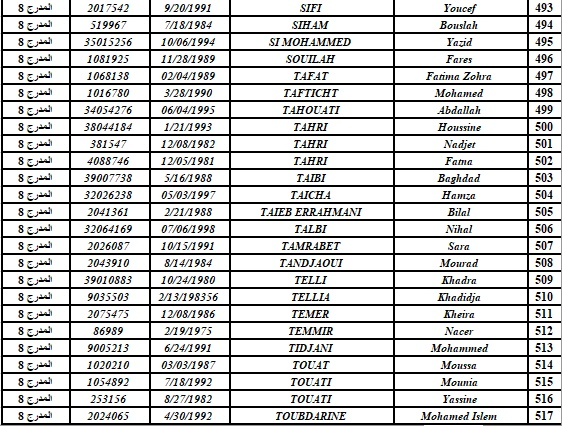 المدرج 8 2017542 9/20/1991 SIFI Youcef 493
المدرج 8 519967 7/18/1984 SIHAM Bouslah 494
المدرج 8 35015256 10/06/1994 SI MOHAMMED Yazid 495
المدرج 8 1081925 11/28/1989 SOUILAH Fares 496
المدرج 8 1068138 02/04/1989 TAFAT Fatima Zohra 497
المدرج 8 1016780 3/28/1990 TAFTICHT Mohamed 498
المدرج 8 34054276 06/04/1995 TAHOUATI Abdallah 499
المدرج 8 38044184 1/21/1993 TAHRI Houssine 500
المدرج 8 381547 12/08/1982 TAHRI Nadjet 501
المدرج 8 4088746 12/05/1981 TAHRI Fatma 502
المدرج 8 39007738 5/16/1988 TAIBI Baghdad 503
المدرج 8 32026238 05/03/1997 TAICHA Hamza 504
المدرج 8 2041361 2/21/1988 TAIEB ERRAHMANI Bilal 505
المدرج 8 32064169 07/06/1998 TALBI Nihal 506
المدرج 8 2026087 10/15/1991 TAMRABET Sara 507
المدرج 8 2043910 8/14/1984 TANDJAOUI Mourad 508
المدرج 8 39010883 10/24/1980 TELLI Khadra 509
المدرج 8 9035503 2/13/198356 TELLIA Khadidja 510
المدرج 8 2075475 12/08/1986 TEMER Kheira 511
المدرج 8 86989 2/19/1975 TEMMIR Nacer 512
المدرج 8 9005213 6/24/1991 TIDJANI Mohammed 513
المدرج 8 1020210 03/03/1987 TOUAT Moussa 514
المدرج 8 1054892 7/18/1992 TOUATI Mounia 515
المدرج 8 253156 8/27/1982 TOUATI Yassine 516
المدرج 8 2024065 4/30/1992 TOUBDARINE Mohamed Islem 517